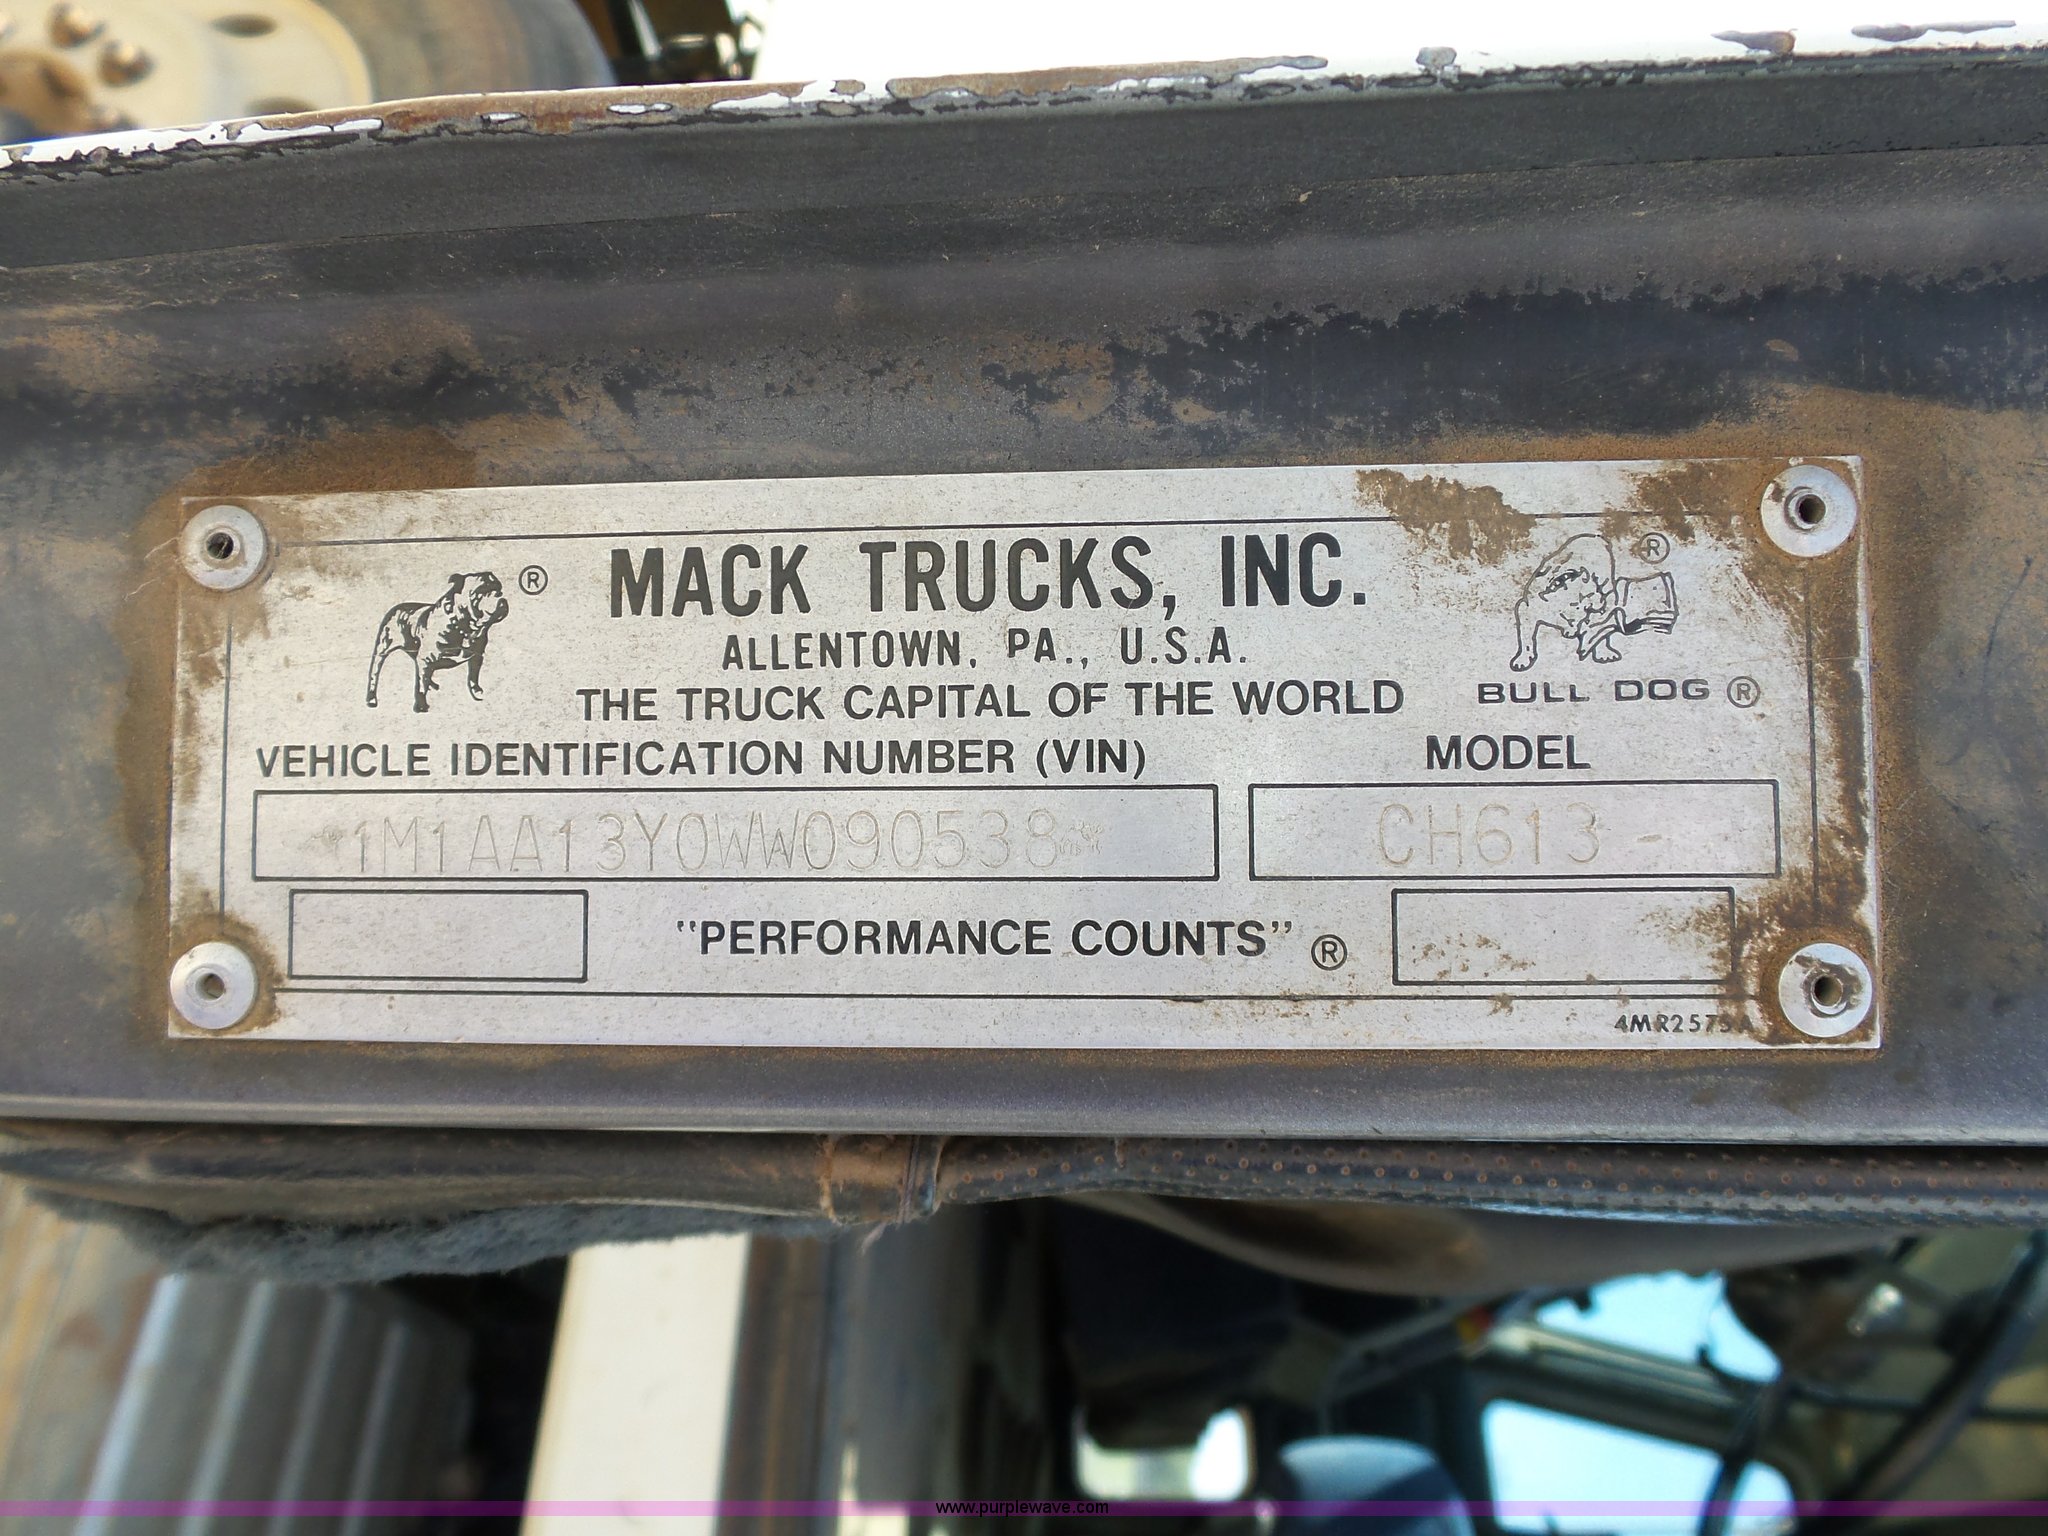 MACK TRUCKS, INC.
®
®
ALLENTOWN, PA., U.S.A.
THE TRUCK CAPITAL OF THE WORLD
BULL DOG ®
VEHICLE IDENTIFICATION NUMBER (VIN)
MODEL
1M1AA13Y0WW090538
CH613 -
"PERFORMANCE COUNTS" ®
4MR2575A
www.purplewave.com